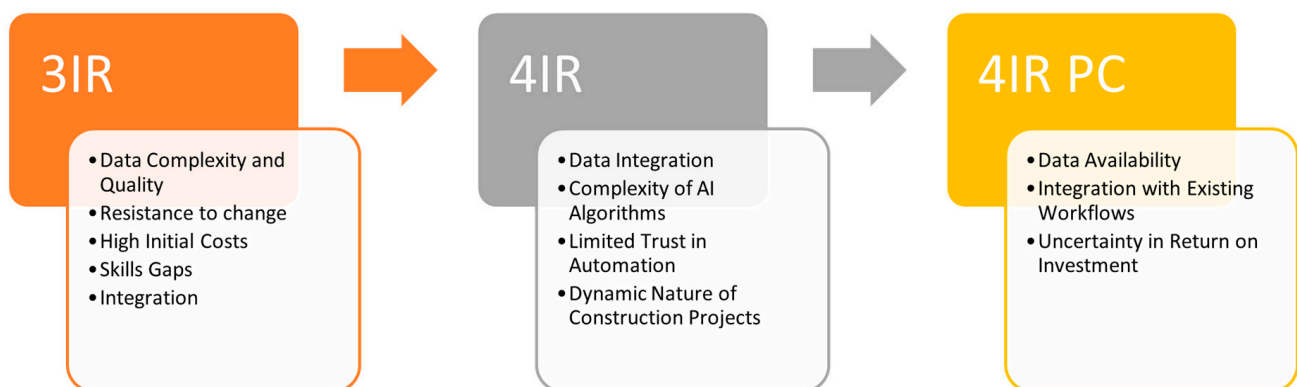 3IR
• Data Complexity and
Quality
• Resistance to change
• High Initial Costs
• Skills Gaps
• Integration
4IR
• Data Integration
• Complexity of AI
Algorithms
• Limited Trust in
Automation
• Dynamic Nature of
Construction Projects
4IR PC
• Data Availability
• Integration with Existing
Workflows
• Uncertainty in Return on
Investment